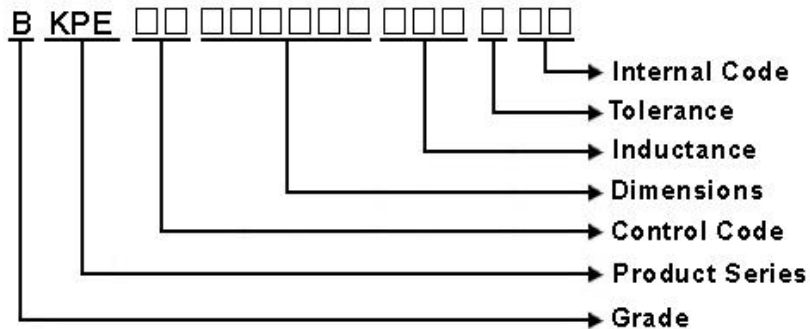 B KPE □□ □□□□□□ □□□ □ □□
Internal Code
Tolerance
Inductance
Dimensions
Control Code
Product Series
Grade